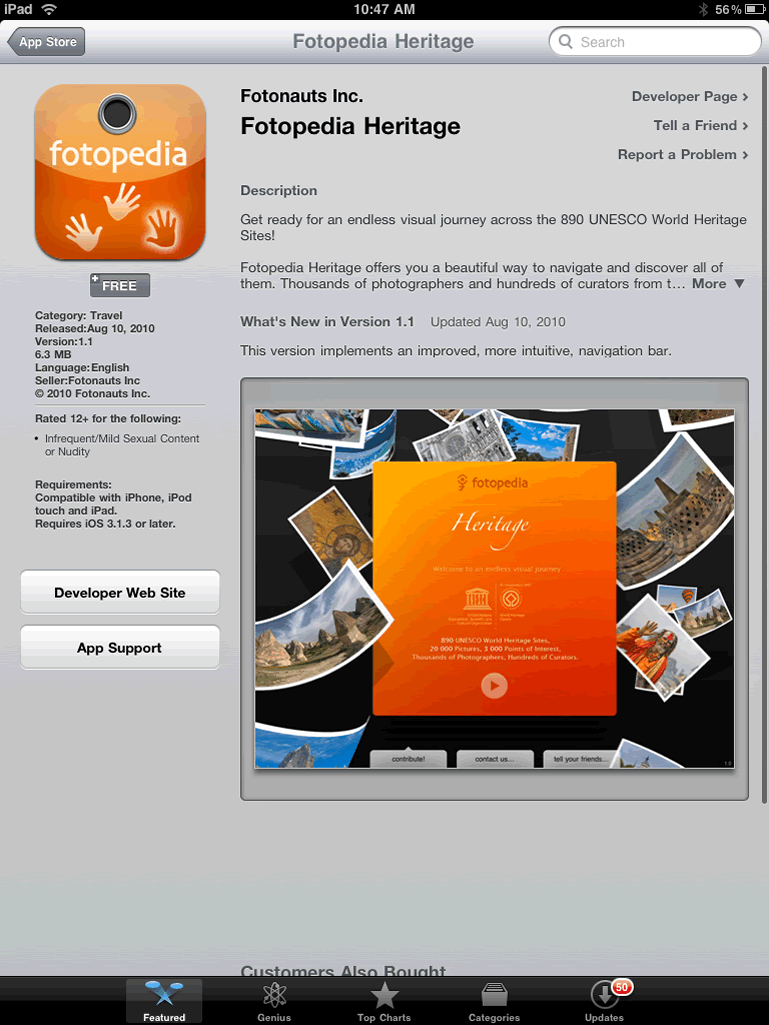 iPad
10:47 AM
56%
App Store
Fotopedia Heritage
Search
fotopedia
FREE
Category: Travel
Released:Aug 10, 2010
Version:1.1
6.3 MB
Language:English
Seller:Fotonauts Inc
© 2010 Fotonauts Inc.
Rated 12+ for the following:
• Infrequent/Mild Sexual Content
or Nudity
Requirements:
Compatible with iPhone, iPod
touch and iPad.
Requires iOS 3.1.3 or later.
Developer Web Site
App Support
Fotonauts Inc.
Fotopedia Heritage
Developer Page ›
Tell a Friend ›
Report a Problem ›
Description
Get ready for an endless visual journey across the 890 UNESCO World Heritage
Sites!
Fotopedia Heritage offers you a beautiful way to navigate and discover all of
them. Thousands of photographers and hundreds of curators from t... More ▼
What's New in Version 1.1 Updated Aug 10, 2010
This version implements an improved, more intuitive, navigation bar.
fotopedia
Heritage
Welcome to an endless visual journey
890 UNESCO World Heritage Sites,
20 000 Pictures, 3 000 Points of Interest,
Thousands of Photographers, Hundreds of Curators.
contribute!
contact us...
tell your friends...
Customers Also Bought
Featured
Genius
Top Charts
Categories
50
Updates